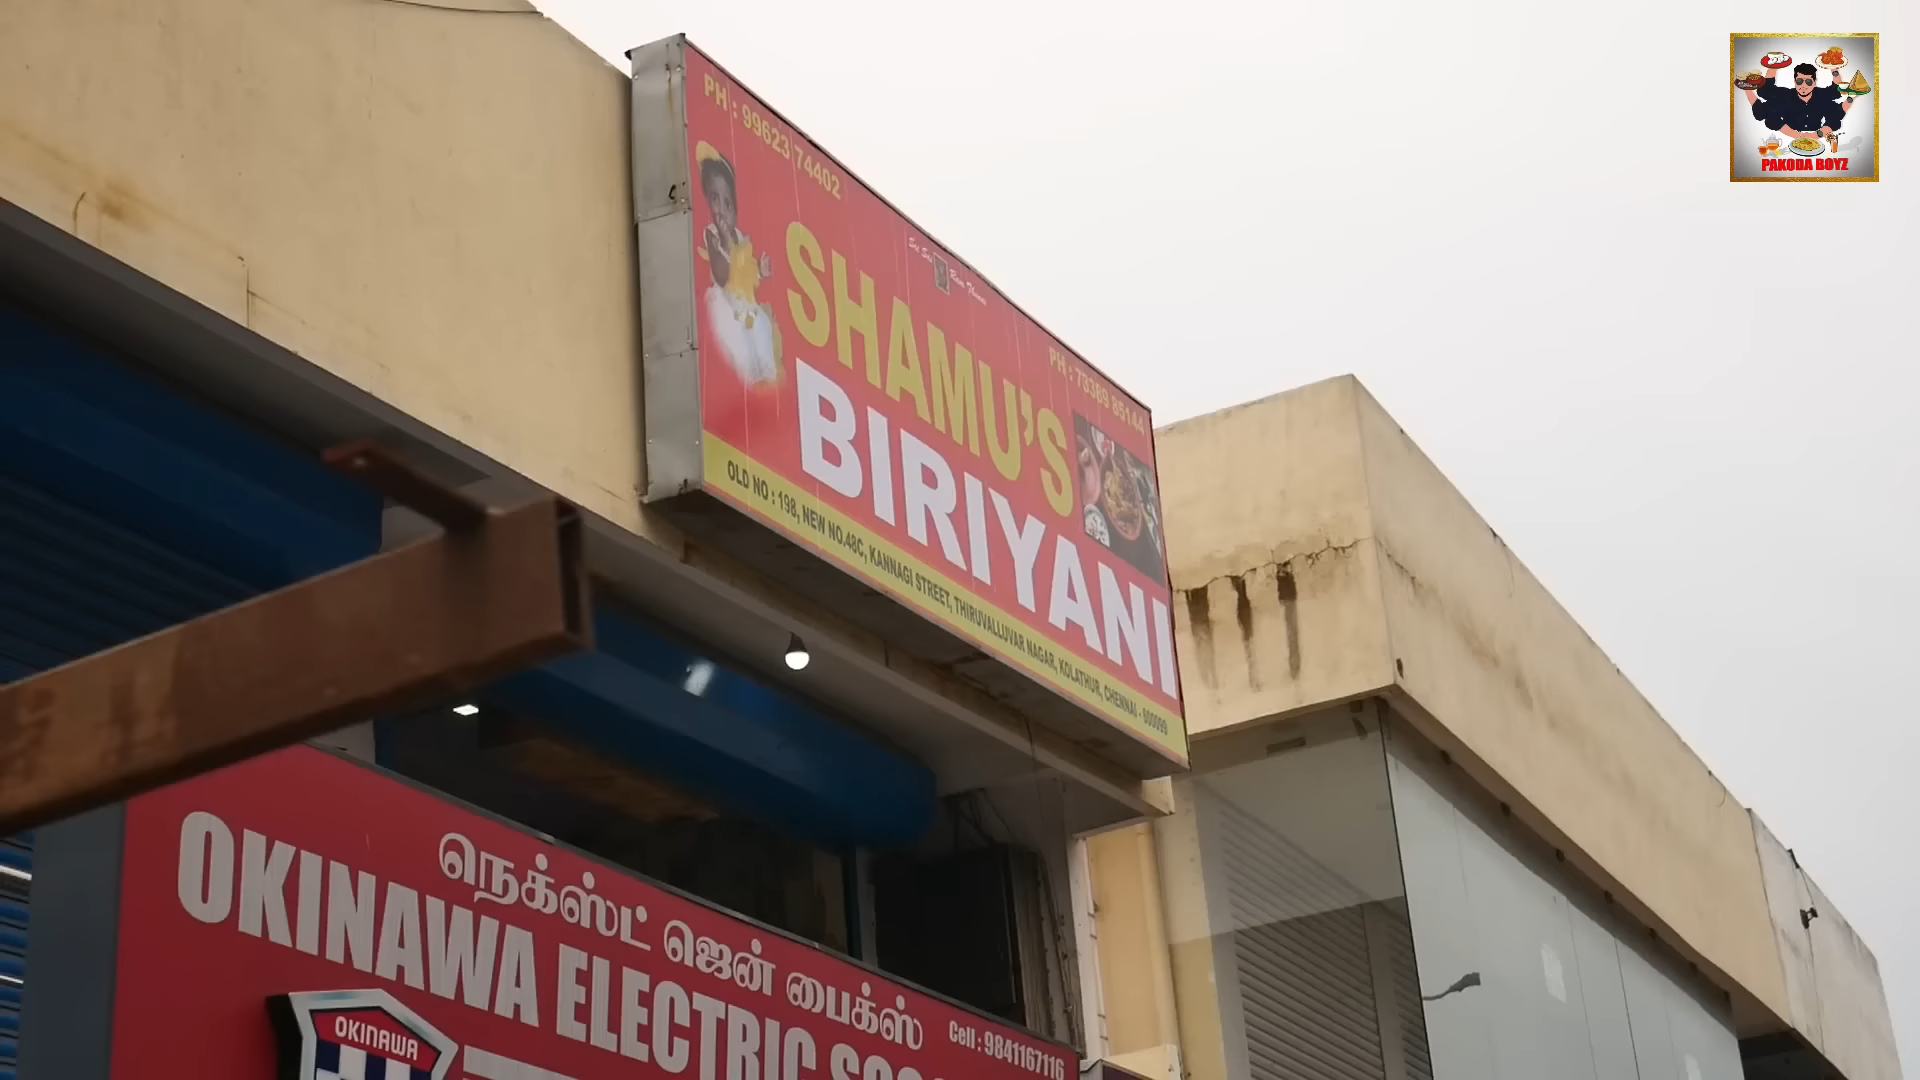 PH : 99623 74402
PH : 73389 85144
SHAMU'S
BIRIYANI
OLD NO : 198, NEW NO.48C, KANNAGI STREET, THIRUVALLUVAR NAGAR, KOLATHUR, CHENNAI - 600099
நெக்ஸ்ட் ஜென் பைக்ஸ்
OKINAWA ELECTRIC
Cell : 9841167116
OKINAWA
PAKODA BOYZ